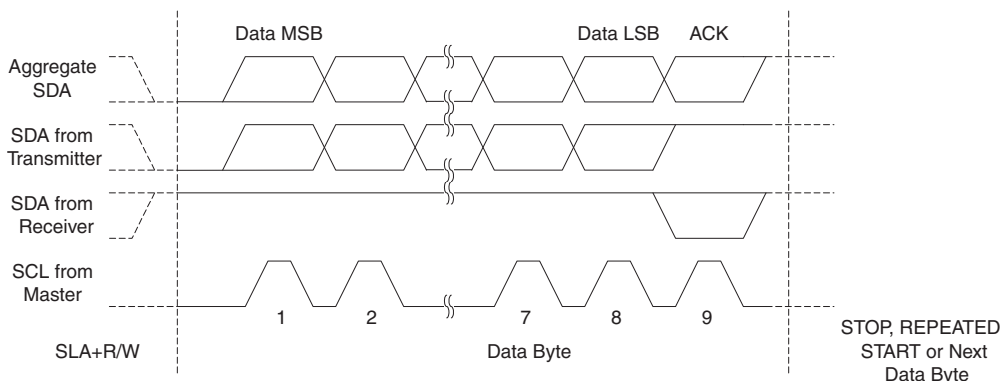 Data MSB
Data LSB
ACK
Aggregate
SDA
SDA from
Transmitter
SDA from
Receiver
SCL from
Master
1
2
7
8
9
SLA+R/W
Data Byte
STOP, REPEATED
START or Next
Data Byte